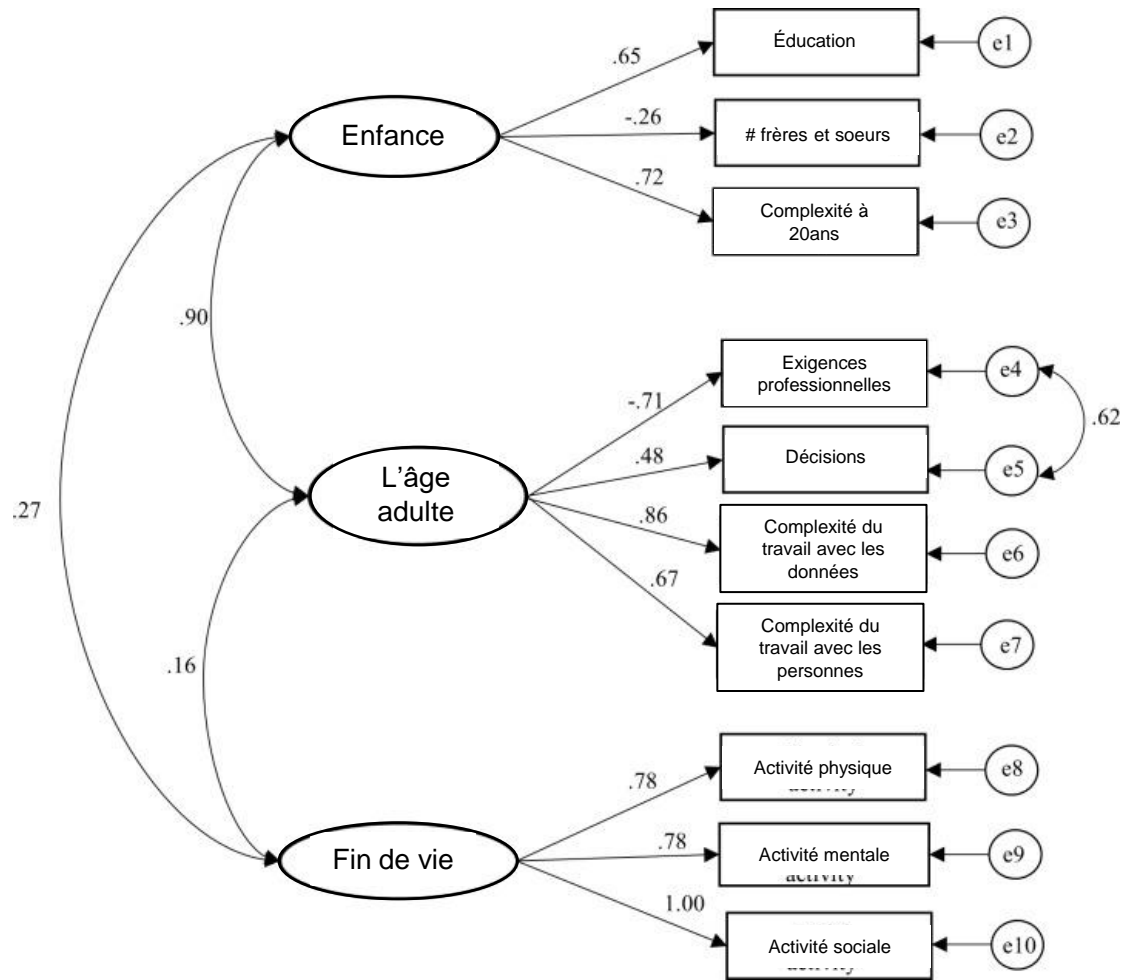 Éducation
e1
.65
Enfance
-.26
# frères et soeurs
e2
.72
Complexité à
20ans
e3
.90
Exigences
professionnelles
e4
-.71
.62
.48
Décisions
e5
L'âge
adulte
.27
.86
Complexité du
travail avec les
données
e6
.67
Complexité du
travail avec les
personnes
e7
.16
.78
Activité physique
activity
e8
Fin de vie
.78
Activité mentale
activity
e9
1.00
Activité sociale
e10